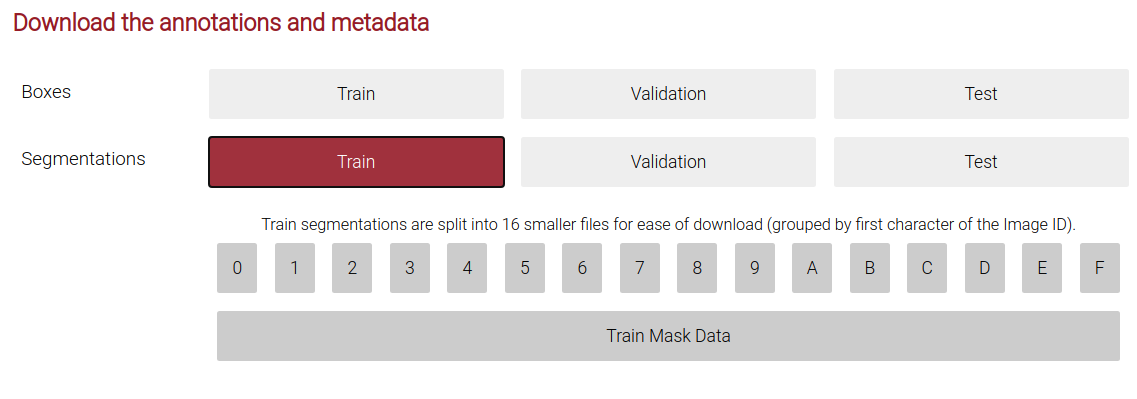 Download the annotations and metadata
Boxes Train Validation Test
Segmentations Train Validation Test
Train segmentations are split into 16 smaller files for ease of download (grouped by first character of the Image ID).
0 1 2 3 4 5 6 7 8 9 A B C D E F
Train Mask Data